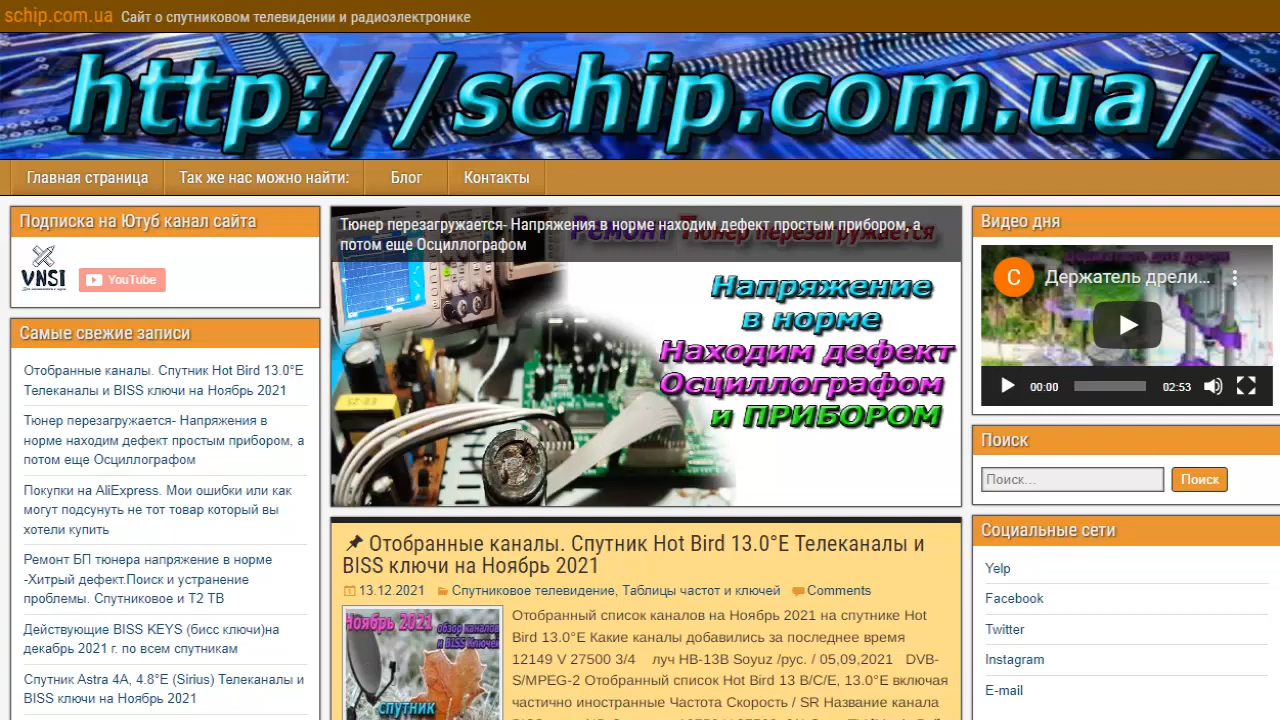 schip.com.ua Сайт о спутниковом телевидении и радиоэлектронике
http://schip.com.ua/
Главная страница
Так же нас можно найти:
Блог
Контакты
Подписка на Ютуб канал сайта
VNSI
YouTube
Самые свежие записи
Отобранные каналы. Спутник Hot Bird 13.0°E
Телеканалы и BISS ключи на Ноябрь 2021
Тюнер перезагружается- Напряжения в
норме находим дефект простым прибором, а
потом еще Осциллографом
Покупки на AliExpress. Мои ошибки или как
могут подсунуть не тот товар который вы
хотели купить
Ремонт БП тюнера напряжение в норме
-Хитрый дефект.Поиск и устранение
проблемы. Спутниковое и Т2 ТВ
Действующие BISS KEYS (бисс ключи)на
декабрь 2021 г. по всем спутникам
Спутник Astra 4A, 4.8°E (Sirius) Телеканалы и
BISS ключи на Ноябрь 2021
Тюнер перезагружается- Напряжения в норме находим дефект простым прибором, а
потом еще Осциллографом
Ремонт Тюнер перезагружается
Напряжение
в норме
Находим дефект
Осциллографом
и ПРИБОРОМ
Отобранные каналы. Спутник Hot Bird 13.0°E Телеканалы и
BISS ключи на Ноябрь 2021
13.12.2021 Спутниковое телевидение, Таблицы частот и ключей Comments
Ноябрь 2021 обзор каналов
и BISS Ключей
спутник
Отобранный список каналов на Ноябрь 2021 на спутнике Hot
Bird 13.0°E Какие каналы добавились за последнее время
12149 V 27500 3/4 луч HB-13B Soyuz /рус. / 05,09,2021 DVB-
S/MPEG-2 Отобранный список Hot Bird 13 B/C/E, 13.0°E включая
частично иностранные Частота Скорость / SR Название канала
Видео дня
С Держатель дрели...
00:00 02:53
Поиск
Поиск... Поиск
Социальные сети
Yelp
Facebook
Twitter
Instagram
E-mail